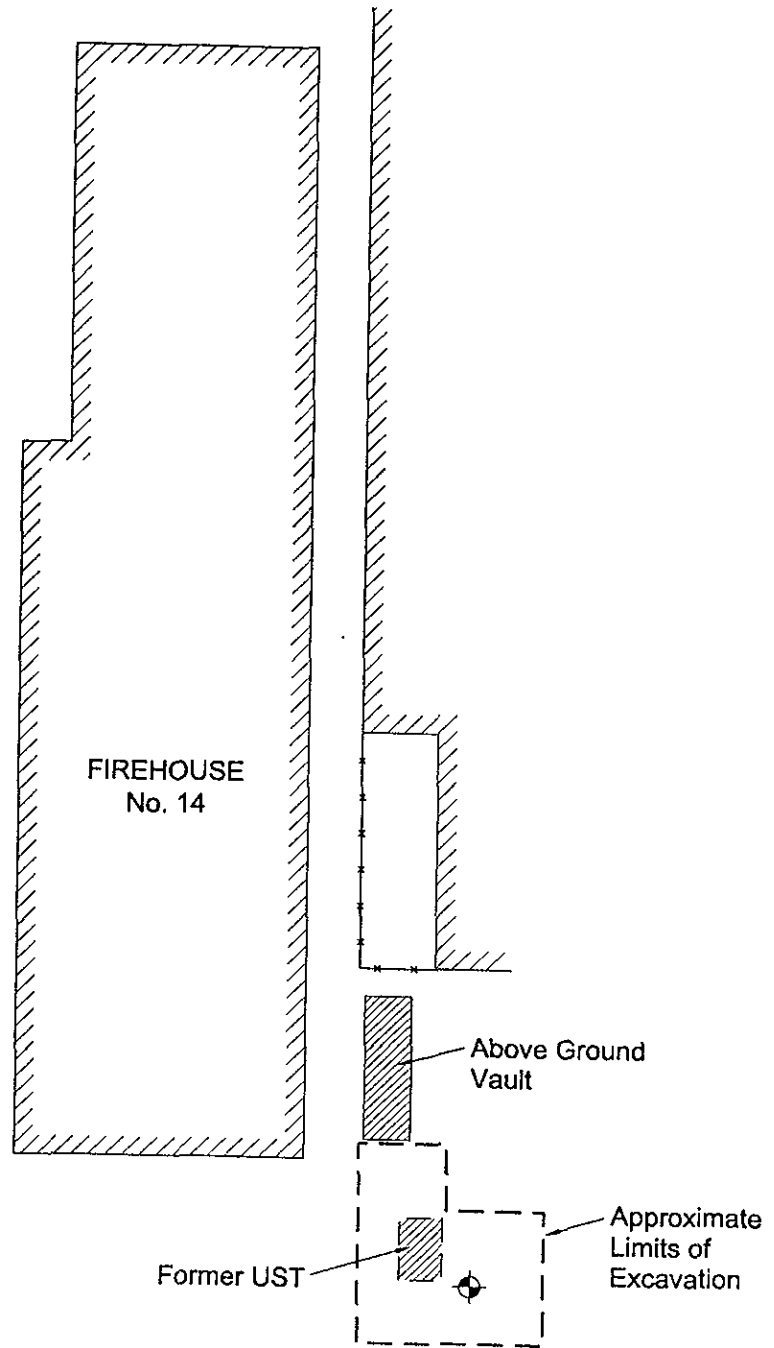 FIREHOUSE
No. 14
Above Ground
Vault
Approximate
Limits of
Excavation
Former UST